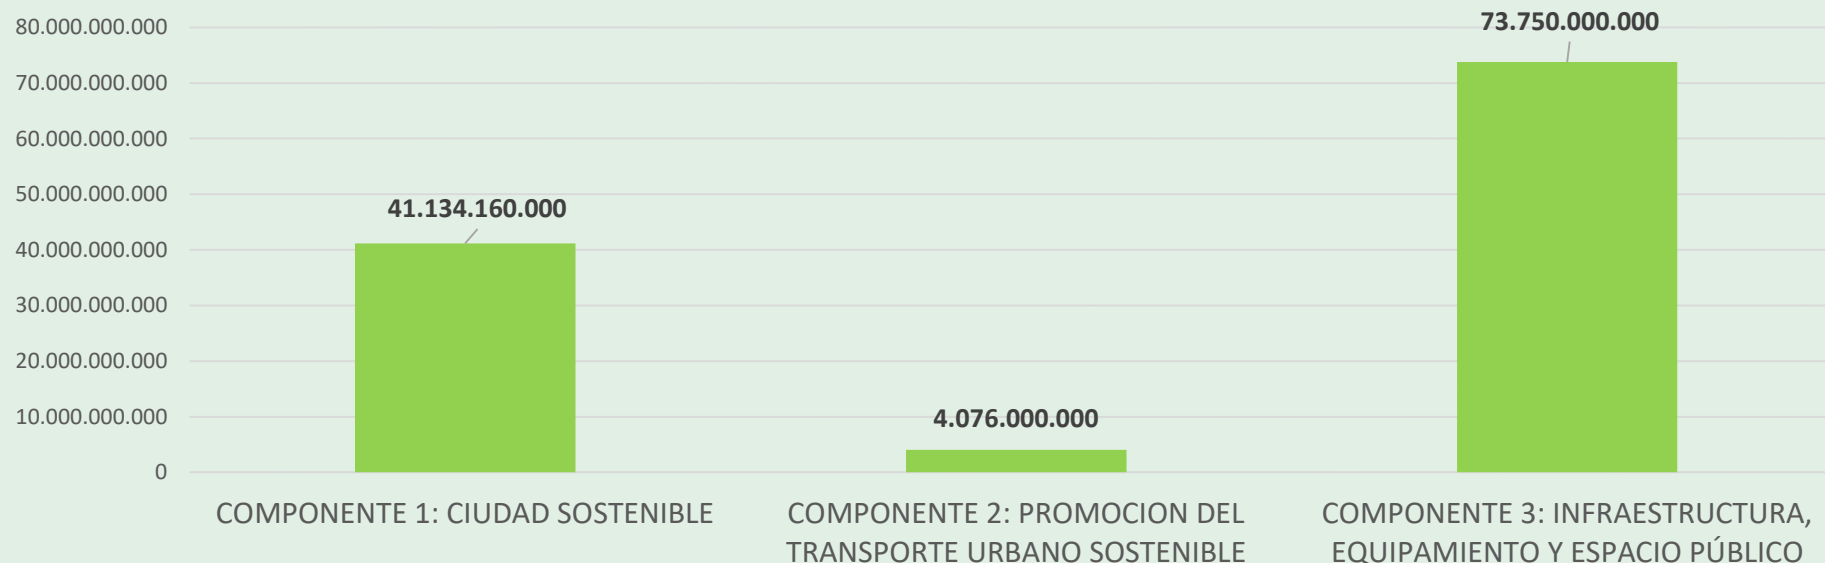 80.000.000.000
70.000.000.000
60.000.000.000
50.000.000.000
40.000.000.000
30.000.000.000
20.000.000.000
10.000.000.000
0
41.134.160.000
4.076.000.000
73.750.000.000
COMPONENTE 1: CIUDAD SOSTENIBLE
COMPONENTE 2: PROMOCION DEL
TRANSPORTE URBANO SOSTENIBLE
COMPONENTE 3: INFRAESTRUCTURA,
EQUIPAMIENTO Y ESPACIO PÚBLICO